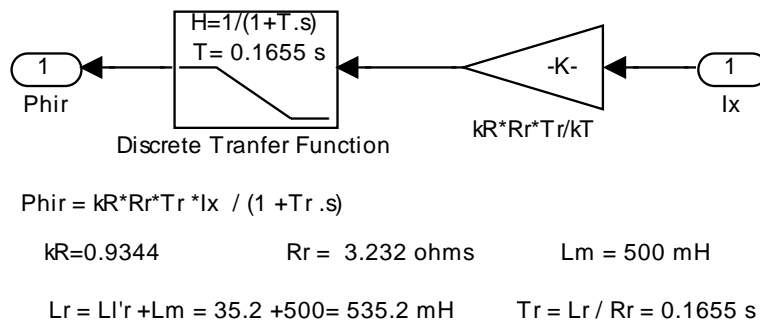 H=1/(1+T.s)
T= 0.1655 s
1
-K-
1
Phir
Ix
kR*Rr*Tr/kT
Discrete Tranfer Function
Phir = kR*Rr*Tr *Ix / (1 +Tr .s)
kR=0.9344 Rr = 3.232 ohms Lm = 500 mH
Lr = Ll'r +Lm = 35.2 +500= 535.2 mH Tr = Lr / Rr = 0.1655 s